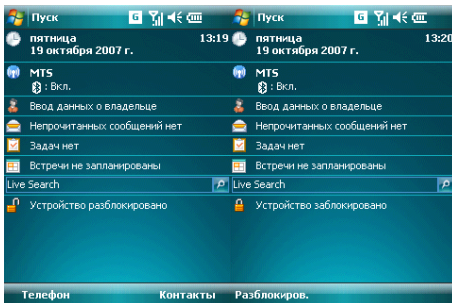 Пуск G
пятница 13:19
19 октября 2007 г.
MTS
: Вкл.
Ввод данных о владельце
Непрочитанных сообщений нет
Задач нет
Встречи не запланированы
Live Search
Устройство разблокировано
Телефон Контакты
Пуск G
пятница 13:20
19 октября 2007 г.
MTS
: Вкл.
Ввод данных о владельце
Непрочитанных сообщений нет
Задач нет
Встречи не запланированы
Live Search
Устройство заблокировано
Разблокиров.